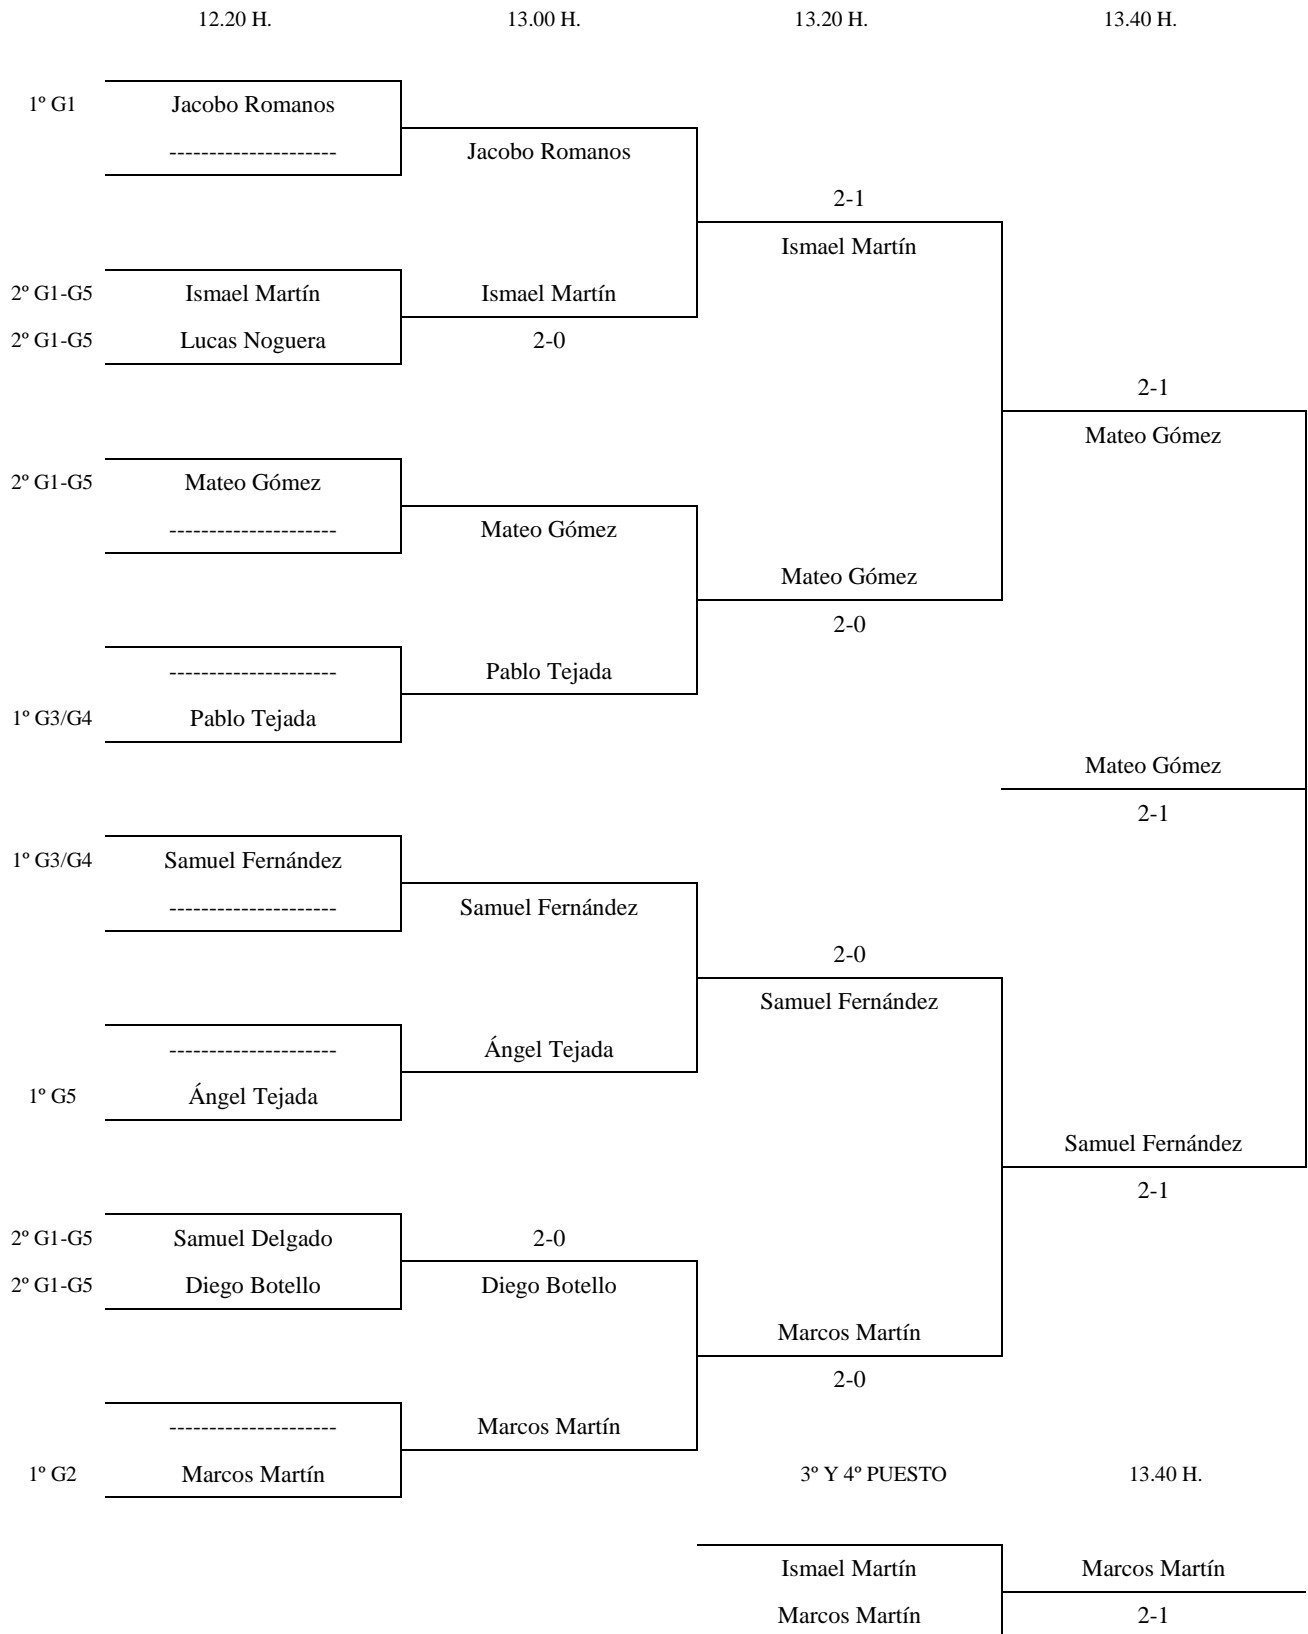 12.20 H. 13.00 H. 13.20 H. 13.40 H.
1º G1 Jacobo Romanos
--------------------- Jacobo Romanos
2-1
Ismael Martín
2º G1-G5 Ismael Martín Ismael Martín
2º G1-G5 Lucas Noguera 2-0
2-1
Mateo Gómez
2º G1-G5 Mateo Gómez
--------------------- Mateo Gómez
Mateo Gómez
2-0
--------------------- Pablo Tejada
1º G3/G4 Pablo Tejada
Mateo Gómez
2-1
1º G3/G4 Samuel Fernández
--------------------- Samuel Fernández
2-0
Samuel Fernández
--------------------- Ángel Tejada
1º G5 Ángel Tejada
Samuel Fernández
2-1
2º G1-G5 Samuel Delgado 2-0
2º G1-G5 Diego Botello Diego Botello
Marcos Martín
2-0
--------------------- Marcos Martín
1º G2 Marcos Martín 3º Y 4º PUESTO 13.40 H.
Ismael Martín Marcos Martín
Marcos Martín 2-1